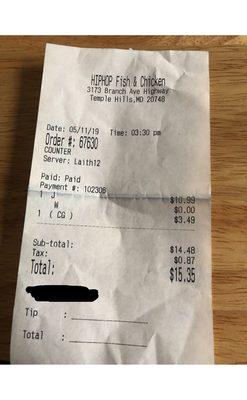 HIPHOP Fish & Chicken
3173 Branch Ave Highway
Temple Hills,MD 20748
Date: 05/11/19 Time: 03:30 pm
Order #: 67630
COUNTER
Server: Laith12
Paid: Paid
Payment #: 102306
1 J $10.99
W $0.00
1 (CG) $3.49
Sub-total: $14.48
Tax: $0.87
Total: $15.35
Tip :
Total :